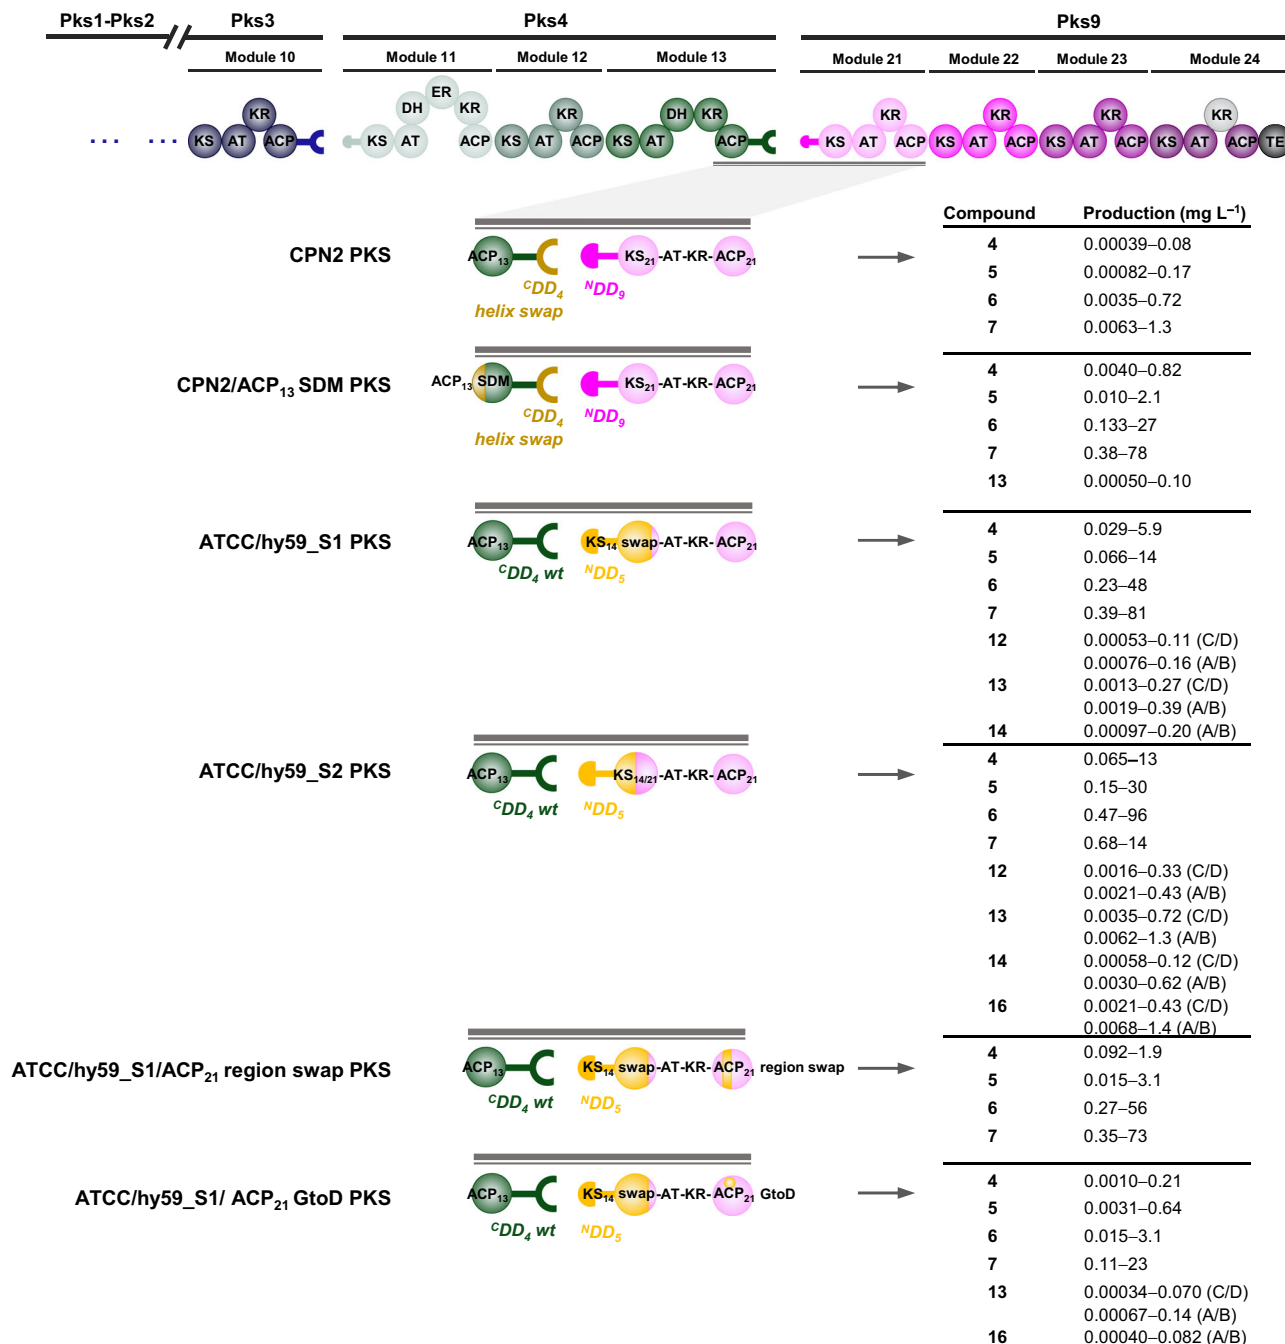 Pks1-Pks2 Pks3 Pks4 Pks9
Module 10 Module 11 Module 12 Module 13 Module 21 Module 22 Module 23 Module 24
ER
DH KR KR DH KR KR KR KR KR
... ... KS AT ACP KS AT ACP KS AT ACP KS AT ACP KS AT ACP KS AT ACP KS AT ACP KS AT ACP TE
KR
Compound Production (mg L⁻¹)
CPN2 PKS
ACP₁₃ KS₂₁-AT-KR-ACP₂₁
ᶜDD₄ ᴺDD₉
helix swap
4 0.00039–0.08
5 0.00082–0.17
6 0.0035–0.72
7 0.0063–1.3
CPN2/ACP₁₃ SDM PKS
ACP₁₃ SDM KS₂₁-AT-KR-ACP₂₁
ᶜDD₄ ᴺDD₉
helix swap
4 0.0040–0.82
5 0.010–2.1
6 0.133–27
7 0.38–78
13 0.00050–0.10
ATCC/hy59_S1 PKS
ACP₁₃ KS₁₄ swap-AT-KR-ACP₂₁
ᶜDD₄ wt ᴺDD₅
4 0.029–5.9
5 0.066–14
6 0.23–48
7 0.39–81
12 0.00053–0.11 (C/D)
0.00076–0.16 (A/B)
13 0.0013–0.27 (C/D)
0.0019–0.39 (A/B)
14 0.00097–0.20 (A/B)
ATCC/hy59_S2 PKS
ACP₁₃ KS₁₄/₂₁-AT-KR-ACP₂₁
ᶜDD₄ wt ᴺDD₅
4 0.065–13
5 0.15–30
6 0.47–96
7 0.68–14
12 0.0016–0.33 (C/D)
0.0021–0.43 (A/B)
13 0.0035–0.72 (C/D)
0.0062–1.3 (A/B)
14 0.00058–0.12 (C/D)
0.0030–0.62 (A/B)
16 0.0021–0.43 (C/D)
0.0068–1.4 (A/B)
ATCC/hy59_S1/ACP₂₁ region swap PKS
ACP₁₃ KS₁₄ swap-AT-KR-ACP₂₁ region swap
ᶜDD₄ wt ᴺDD₅
4 0.092–1.9
5 0.015–3.1
6 0.27–56
7 0.35–73
ATCC/hy59_S1/ ACP₂₁ GtoD PKS
ACP₁₃ KS₁₄ swap-AT-KR-ACP₂₁ GtoD
ᶜDD₄ wt ᴺDD₅
4 0.0010–0.21
5 0.0031–0.64
6 0.015–3.1
7 0.11–23
13 0.00034–0.070 (C/D)
0.00067–0.14 (A/B)
16 0.00040–0.082 (A/B)